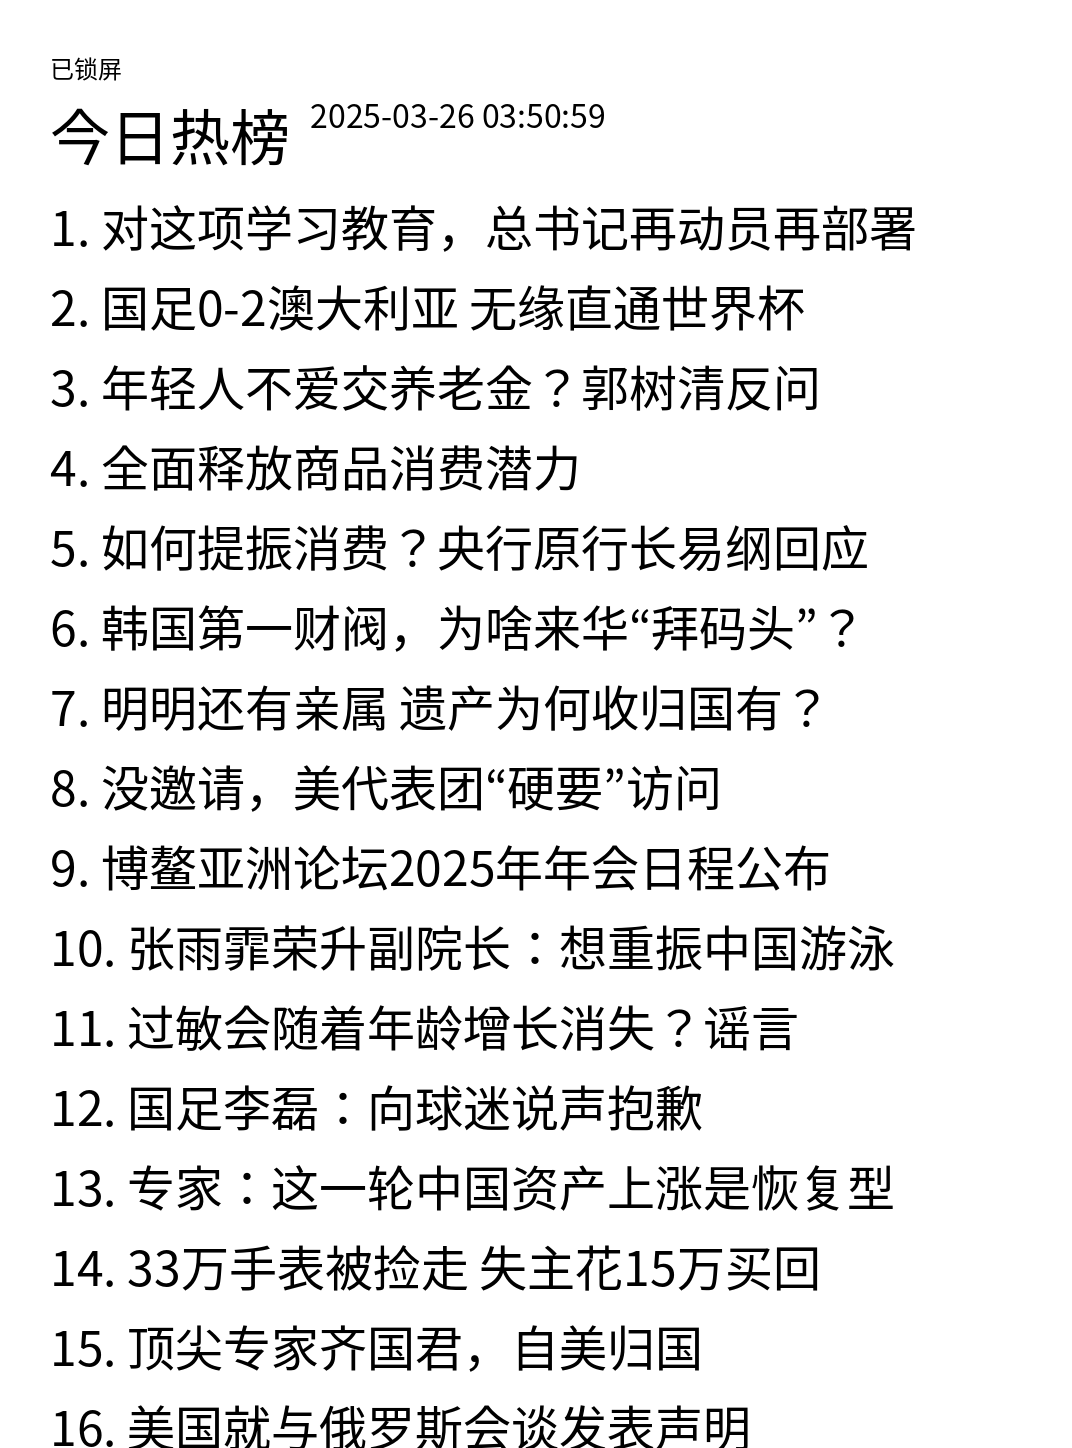 已锁屏
今日热榜 2025-03-26 03:50:59
1. 对这项学习教育，总书记再动员再部署
2. 国足0-2澳大利亚 无缘直通世界杯
3. 年轻人不爱交养老金？郭树清反问
4. 全面释放商品消费潜力
5. 如何提振消费？央行原行长易纲回应
6. 韩国第一财阀，为啥来华“拜码头”？
7. 明明还有亲属 遗产为何收归国有？
8. 没邀请，美代表团“硬要”访问
9. 博鳌亚洲论坛2025年年会日程公布
10. 张雨霏荣升副院长：想重振中国游泳
11. 过敏会随着年龄增长消失？谣言
12. 国足李磊：向球迷说声抱歉
13. 专家：这一轮中国资产上涨是恢复型
14. 33万手表被捡走 失主花15万买回
15. 顶尖专家齐国君，自美归国
16. 美国就与俄罗斯会谈发表声明